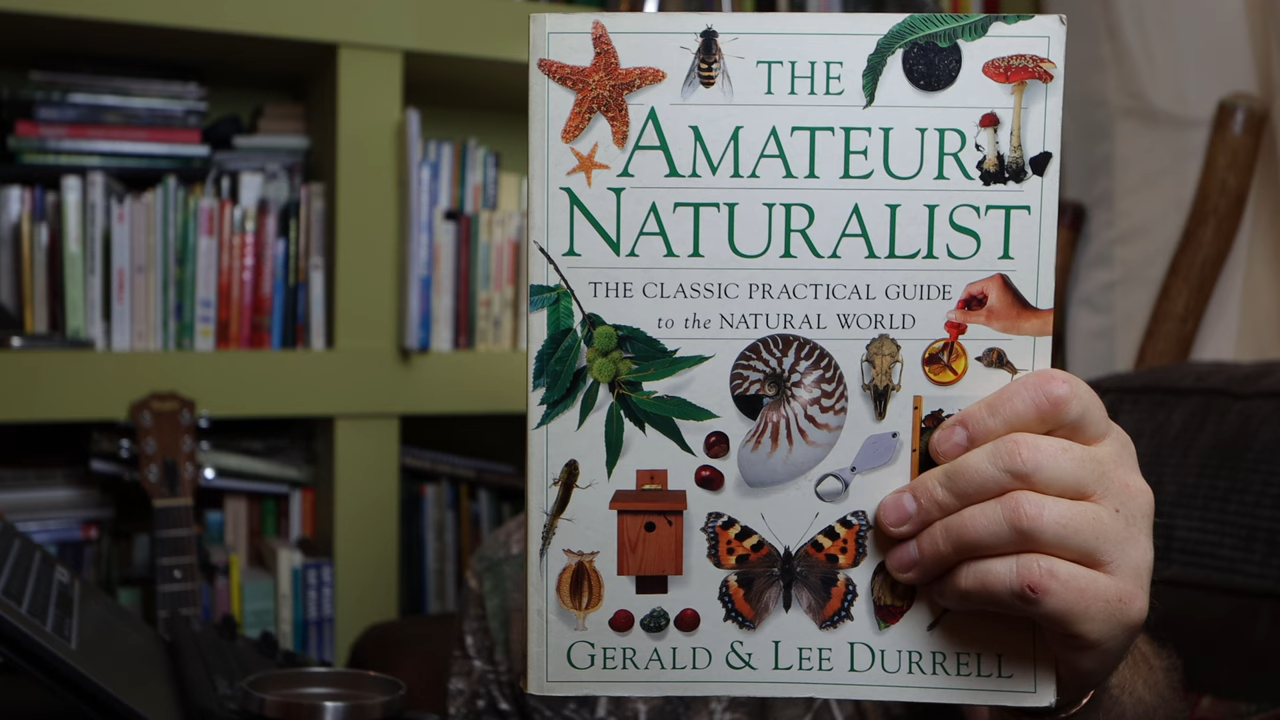 THE
AMATEUR
NATURALIST
THE CLASSIC PRACTICAL GUIDE
to the NATURAL WORLD
GERALD & LEE DURRELL